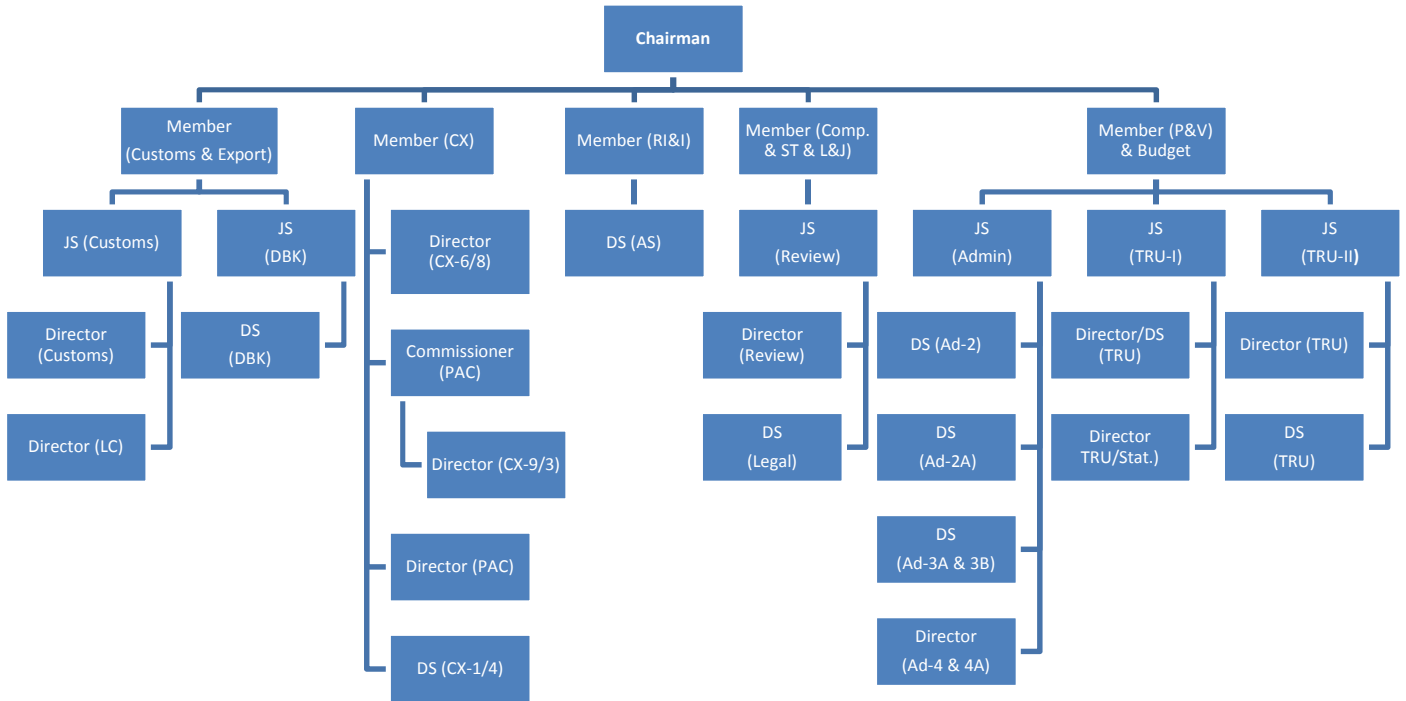 Chairman
Member
(Customs & Export)
Member (CX)
Member (RI&I)
Member (Comp.
& ST & L&J)
Member (P&V)
& Budget
JS (Customs)
JS
(DBK)
Director
(CX-6/8)
DS (AS)
JS
(Review)
JS
(Admin)
JS
(TRU-I)
JS
(TRU-II)
Director
(Customs)
DS
(DBK)
Commissioner
(PAC)
Director
(Review)
DS (Ad-2)
Director/DS
(TRU)
Director (TRU)
Director (LC)
Director (CX-9/3)
DS
(Legal)
DS
(Ad-2A)
Director
TRU/Stat.)
DS
(TRU)
Director (PAC)
DS
(Ad-3A & 3B)
DS (CX-1/4)
Director
(Ad-4 & 4A)